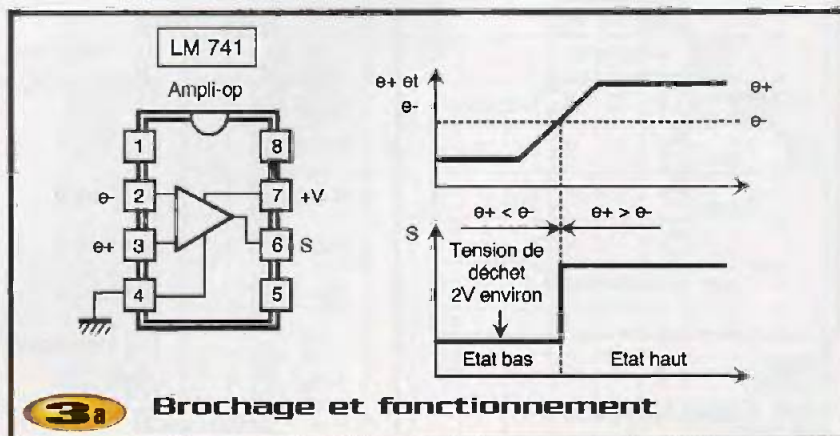 LM 741
Ampli-op
1
8
e-
2
7
+V
e+
3
6
S
4
5
e+ et
e-
e+
e-
e+ < e-
e+ > e-
S
Tension de
déchet
2V environ
Etat bas
Etat haut
3a
Brochage et fonctionnement